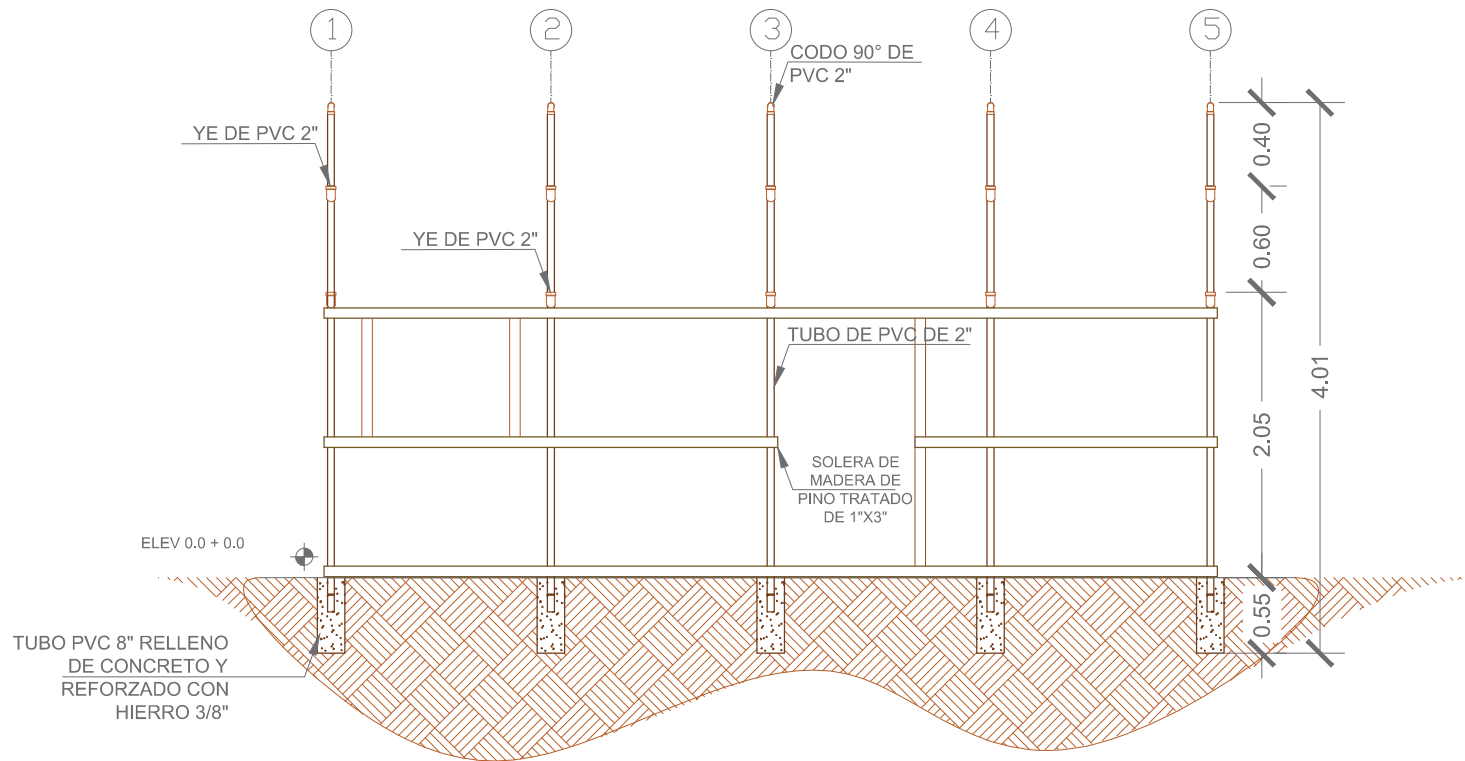 1
2
3
4
5
CODO 90° DE
PVC 2"
YE DE PVC 2"
YE DE PVC 2"
TUBO DE PVC DE 2"
SOLERA DE
MADERA DE
PINO TRATADO
DE 1"X3"
ELEV 0.0 + 0.0
TUBO PVC 8" RELLENO
DE CONCRETO Y
REFORZADO CON
HIERRO 3/8"
0.40
0.60
2.05
0.55
4.01